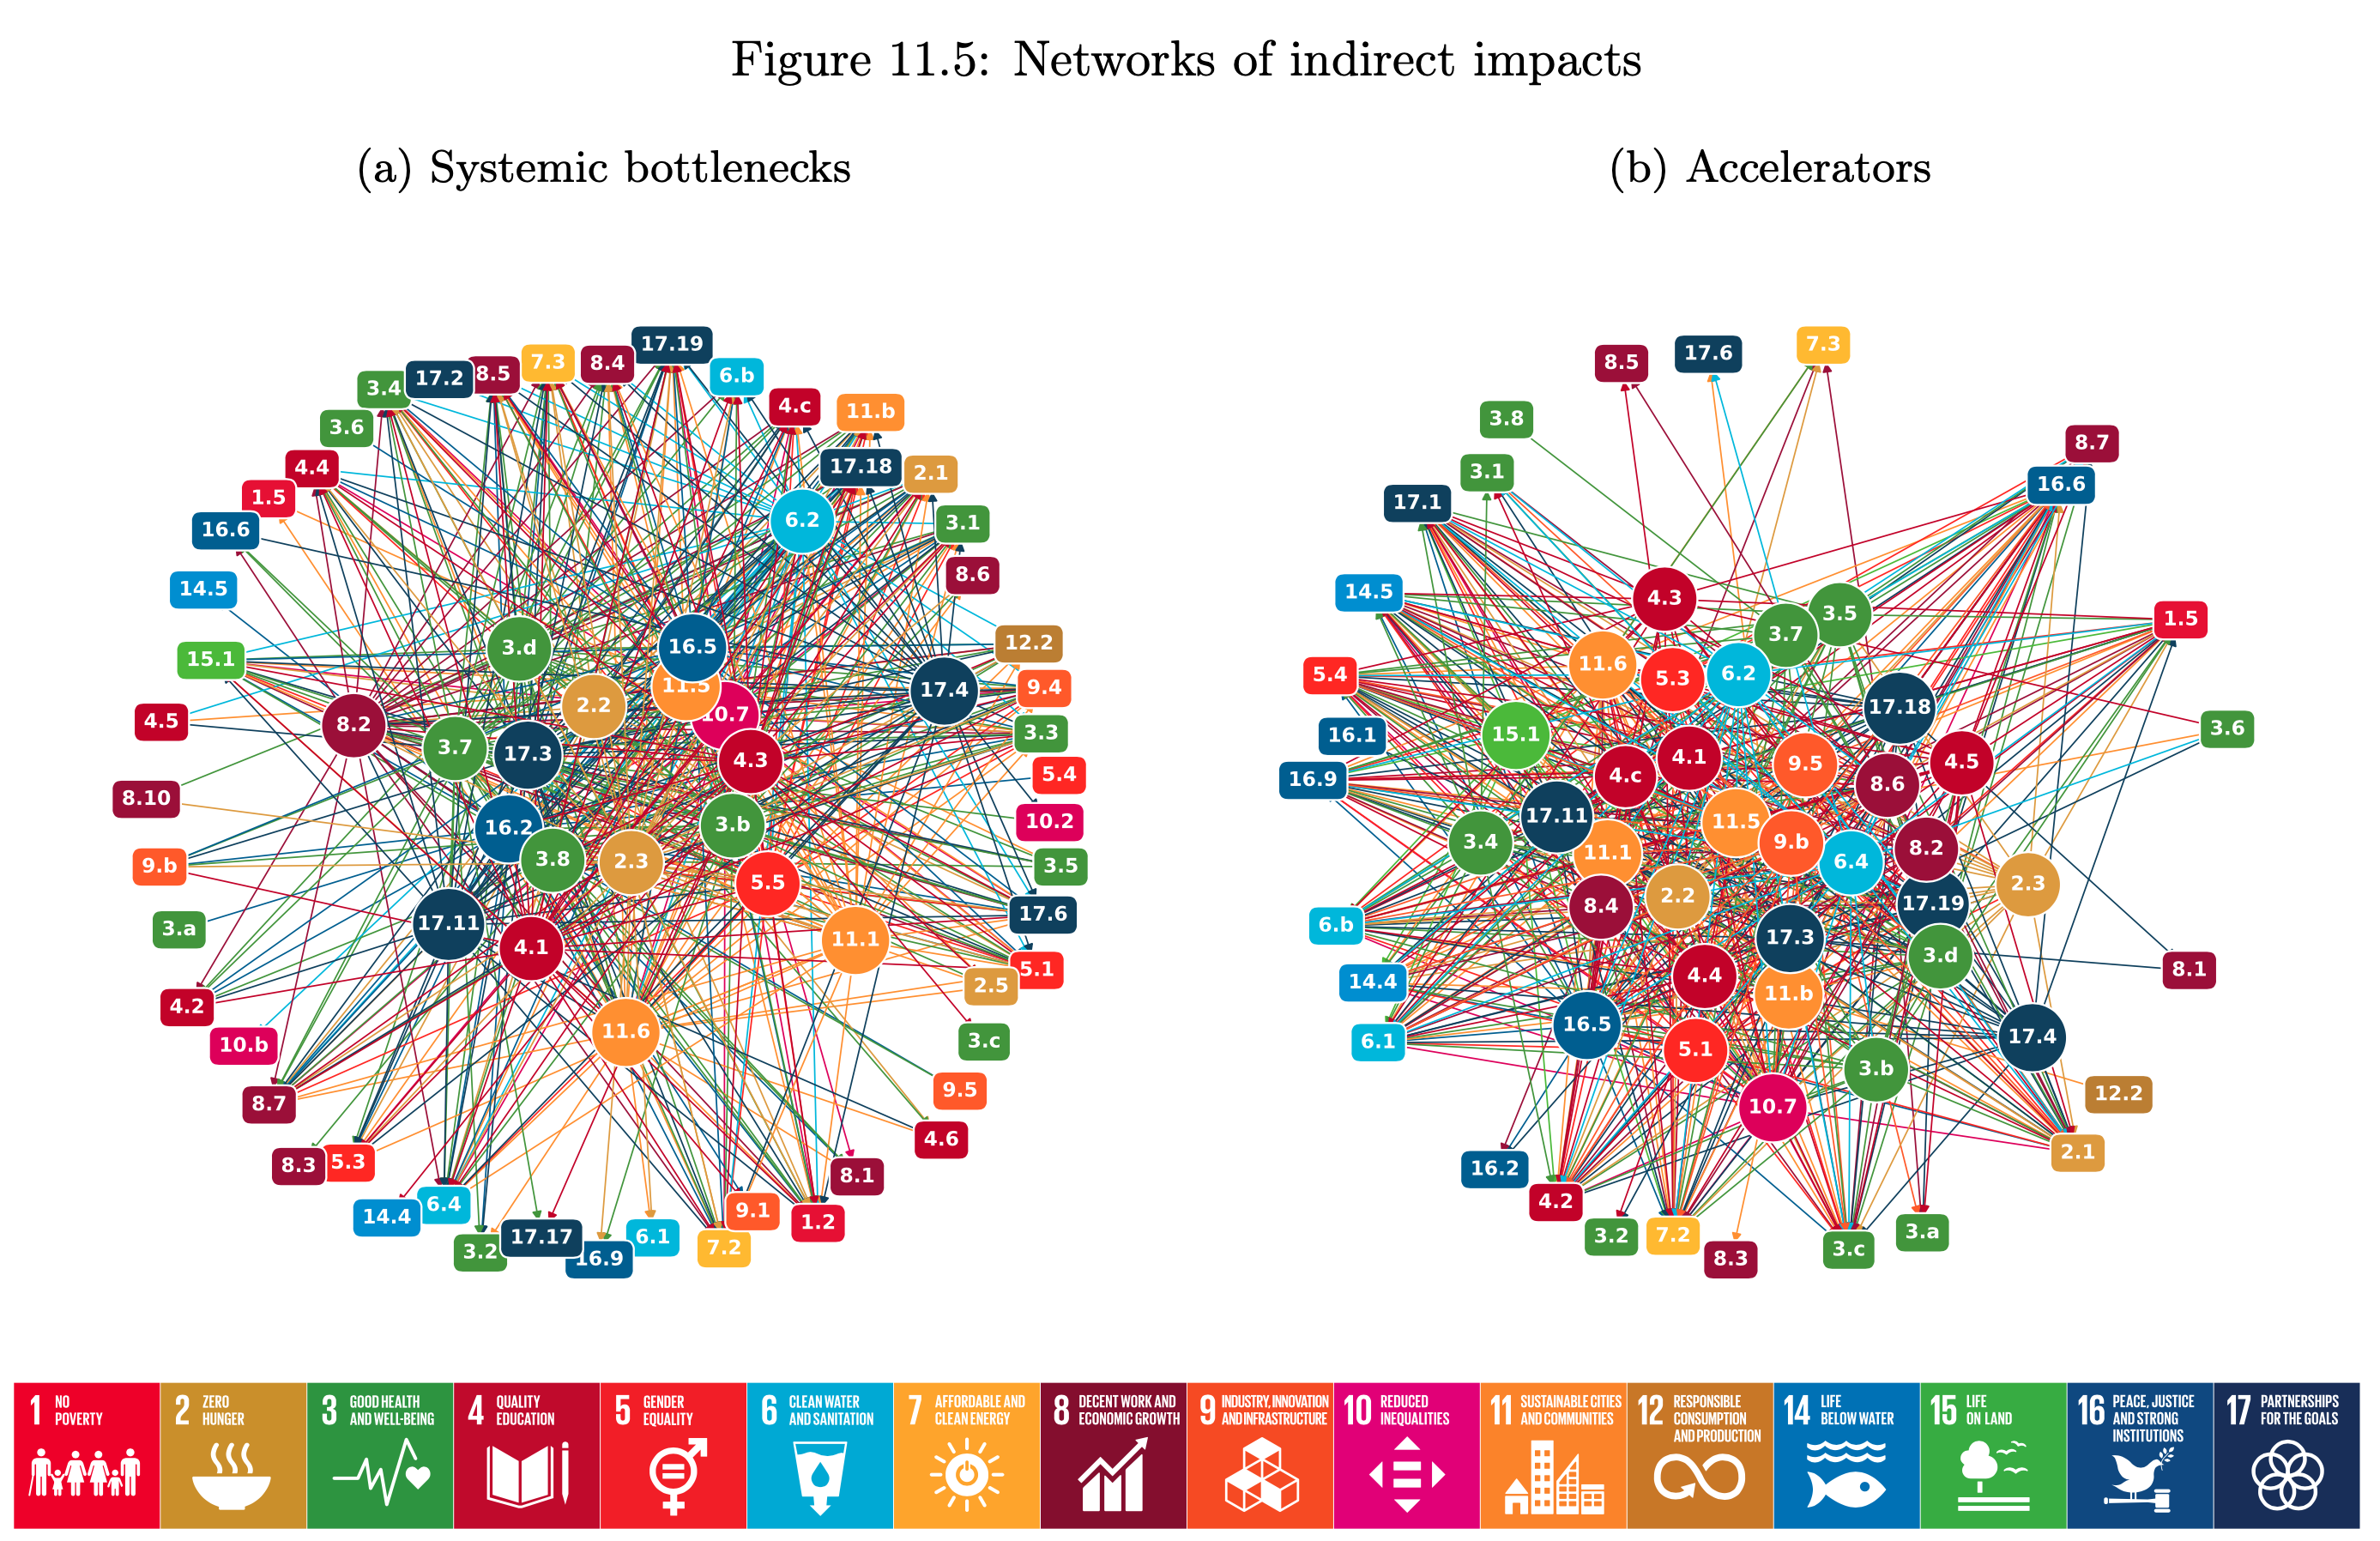 Figure 11.5: Networks of indirect impacts
(a) Systemic bottlenecks
(b) Accelerators
17.19
7.3
8.4
8.5
17.2
3.4
6.b
4.c
11.b
3.6
4.4
17.18
2.1
1.5
16.6
6.2
3.1
8.6
14.5
15.1
3.d
16.5
12.2
11.5
17.4
9.4
2.2
10.7
4.5
8.2
3.7
17.3
4.3
3.3
5.4
8.10
16.2
3.b
10.2
9.b
3.8
2.3
3.5
5.5
17.6
3.a
17.11
4.1
11.1
5.1
2.5
4.2
10.b
11.6
3.c
9.5
8.7
4.6
8.3
5.3
8.1
14.4
6.4
9.1
1.2
3.2
17.17
16.9
6.1
7.2
7.3
17.6
8.5
3.8
8.7
3.1
16.6
17.1
14.5
4.3
3.5
1.5
3.7
11.6
5.3
6.2
5.4
17.18
3.6
16.1
15.1
16.9
4.c
4.1
9.5
8.6
4.5
17.11
11.5
3.4
11.1
9.b
6.4
8.2
2.3
8.4
2.2
17.19
6.b
17.3
3.d
14.4
4.4
11.b
8.1
16.5
6.1
5.1
17.4
3.b
12.2
10.7
2.1
16.2
4.2
3.2
7.2
8.3
3.c
3.a
1 NO
POVERTY
2 ZERO
HUNGER
3 GOOD HEALTH
AND WELL-BEING
4 QUALITY
EDUCATION
5 GENDER
EQUALITY
6 CLEAN WATER
AND SANITATION
7 AFFORDABLE AND
CLEAN ENERGY
8 DECENT WORK AND
ECONOMIC GROWTH
9 INDUSTRY, INNOVATION
AND INFRASTRUCTURE
10 REDUCED
INEQUALITIES
11 SUSTAINABLE CITIES
AND COMMUNITIES
12 RESPONSIBLE
CONSUMPTION
AND PRODUCTION
14 LIFE
BELOW WATER
15 LIFE
ON LAND
16 PEACE, JUSTICE
AND STRONG
INSTITUTIONS
17 PARTNERSHIPS
FOR THE GOALS